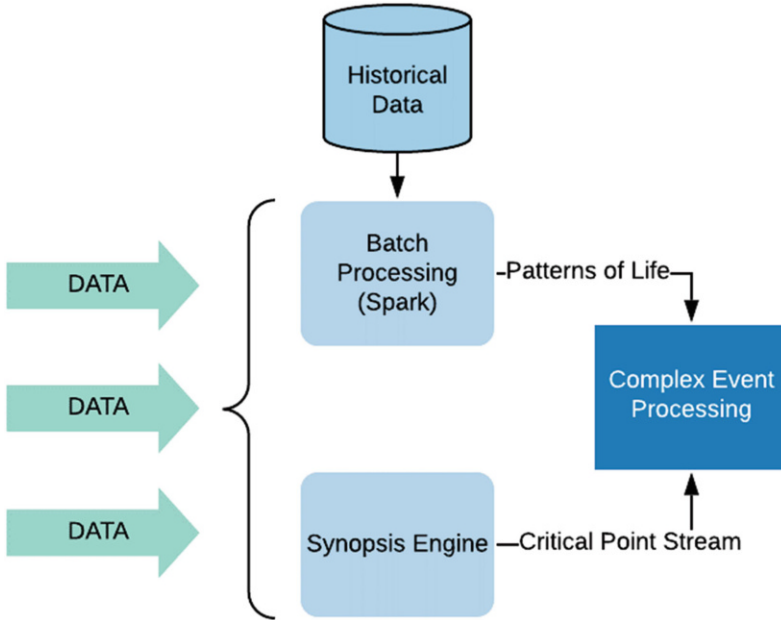 Historical
Data
Batch
Processing
(Spark)
Patterns of Life
DATA
DATA
DATA
Complex Event
Processing
Synopsis Engine
Critical Point Stream